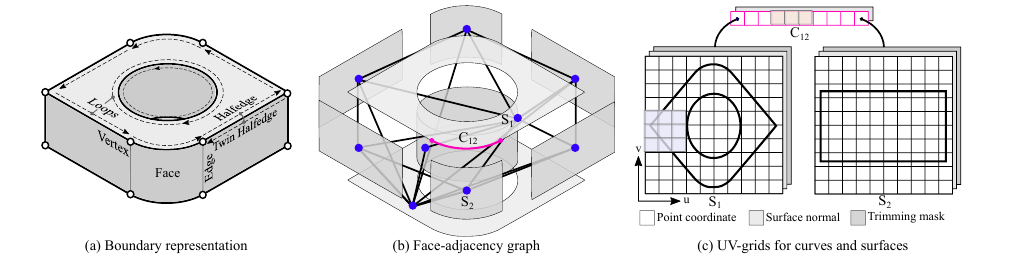 Loops
Halfedge
Twin Halfedge
Vertex
Edge
Face
(a) Boundary representation
S1
C12
S2
(b) Face-adjacency graph
C12
v
u
S1
S2
Point coordinate
Surface normal
Trimming mask
(c) UV-grids for curves and surfaces